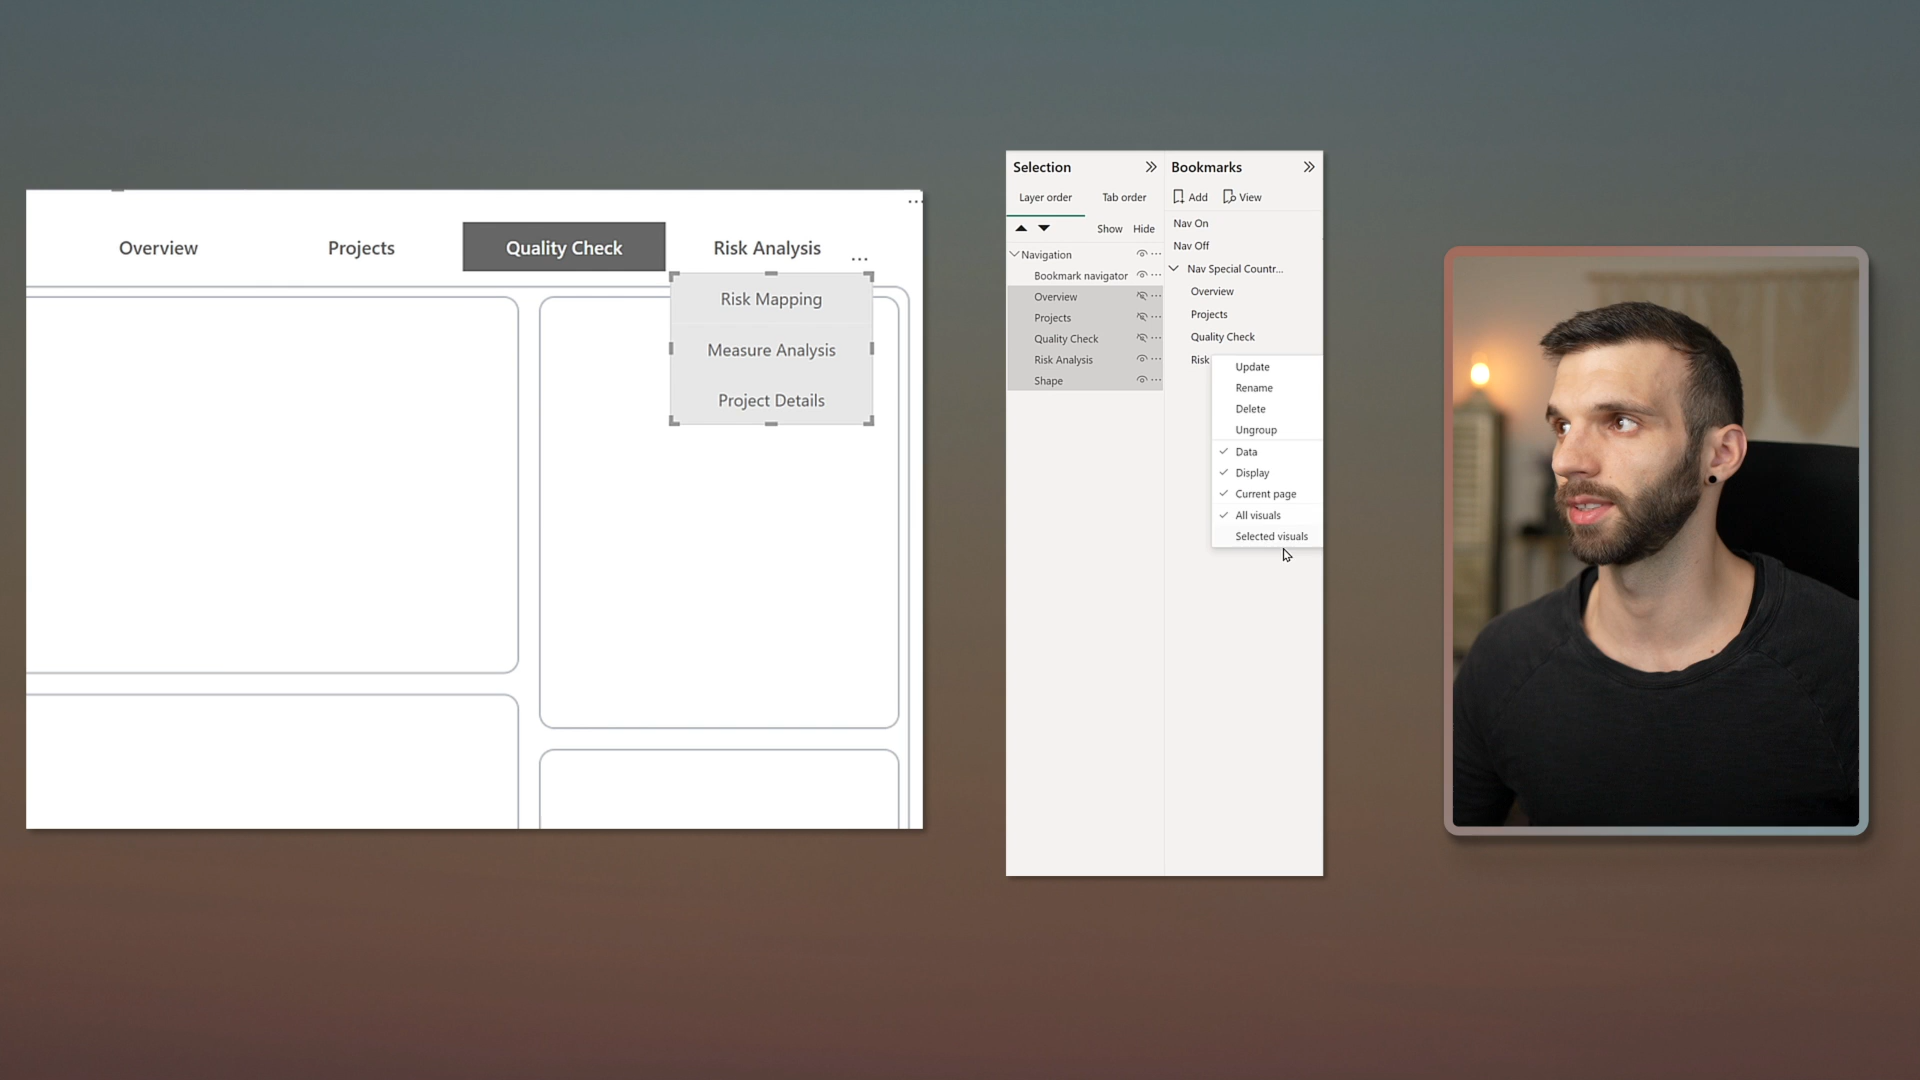 Overview
Projects
Quality Check
Risk Analysis
Risk Mapping
Measure Analysis
Project Details
Selection
Layer order
Tab order
Show
Hide
Navigation
Bookmark navigator
Overview
Projects
Quality Check
Risk Analysis
Shape
Bookmarks
Add
View
Nav On
Nav Off
Nav Special Countr...
Overview
Projects
Quality Check
Risk
Update
Rename
Delete
Ungroup
Data
Display
Current page
All visuals
Selected visuals